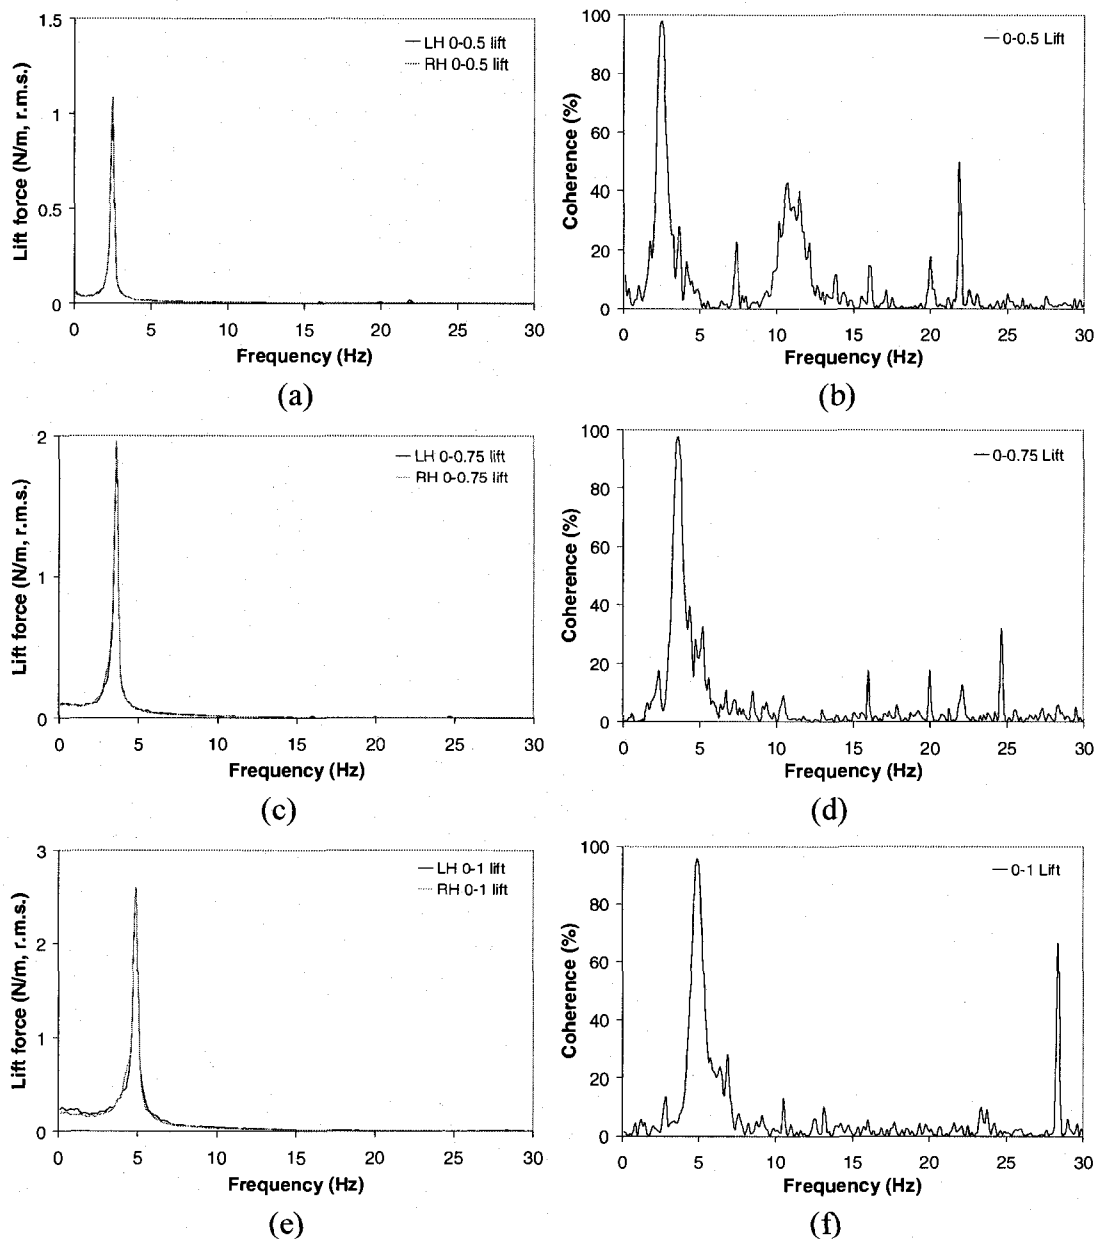 1.5
1
0.5
0
Lift force (N/m, r.m.s.)
LH 0-0.5 lift
RH 0-0.5 lift
0 5 10 15 20 25 30
Frequency (Hz)
(a)
100
80
60
40
20
0
Coherence (%)
0-0.5 Lift
0 5 10 15 20 25 30
Frequency (Hz)
(b)
2
1
0
Lift force (N/m, r.m.s.)
LH 0-0.75 lift
RH 0-0.75 lift
0 5 10 15 20 25 30
Frequency (Hz)
(c)
100
80
60
40
20
0
Coherence (%)
0-0.75 Lift
0 5 10 15 20 25 30
Frequency (Hz)
(d)
3
2
1
0
Lift force (N/m, r.m.s.)
LH 0-1 lift
RH 0-1 lift
0 5 10 15 20 25 30
Frequency (Hz)
(e)
100
80
60
40
20
0
Coherence (%)
0-1 Lift
0 5 10 15 20 25 30
Frequency (Hz)
(f)